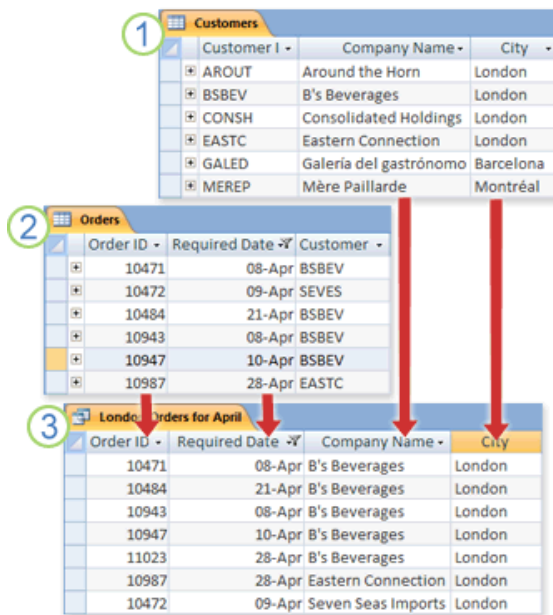 1
Customers
Customer I Company Name City
AROUT Around the Horn London
BSBEV B's Beverages London
CONSH Consolidated Holdings London
EASTC Eastern Connection London
GALED Galería del gastrónomo Barcelona
MEREP Mère Paillarde Montréal
2
Orders
Order ID Required Date Customer
10471 08-Apr BSBEV
10472 09-Apr SEVES
10484 21-Apr BSBEV
10943 08-Apr BSBEV
10947 10-Apr BSBEV
10987 28-Apr EASTC
3
London Orders for April
Order ID Required Date Company Name City
10471 08-Apr B's Beverages London
10484 21-Apr B's Beverages London
10943 08-Apr B's Beverages London
10947 10-Apr B's Beverages London
11023 28-Apr B's Beverages London
10987 28-Apr Eastern Connection London
10472 09-Apr Seven Seas Imports London